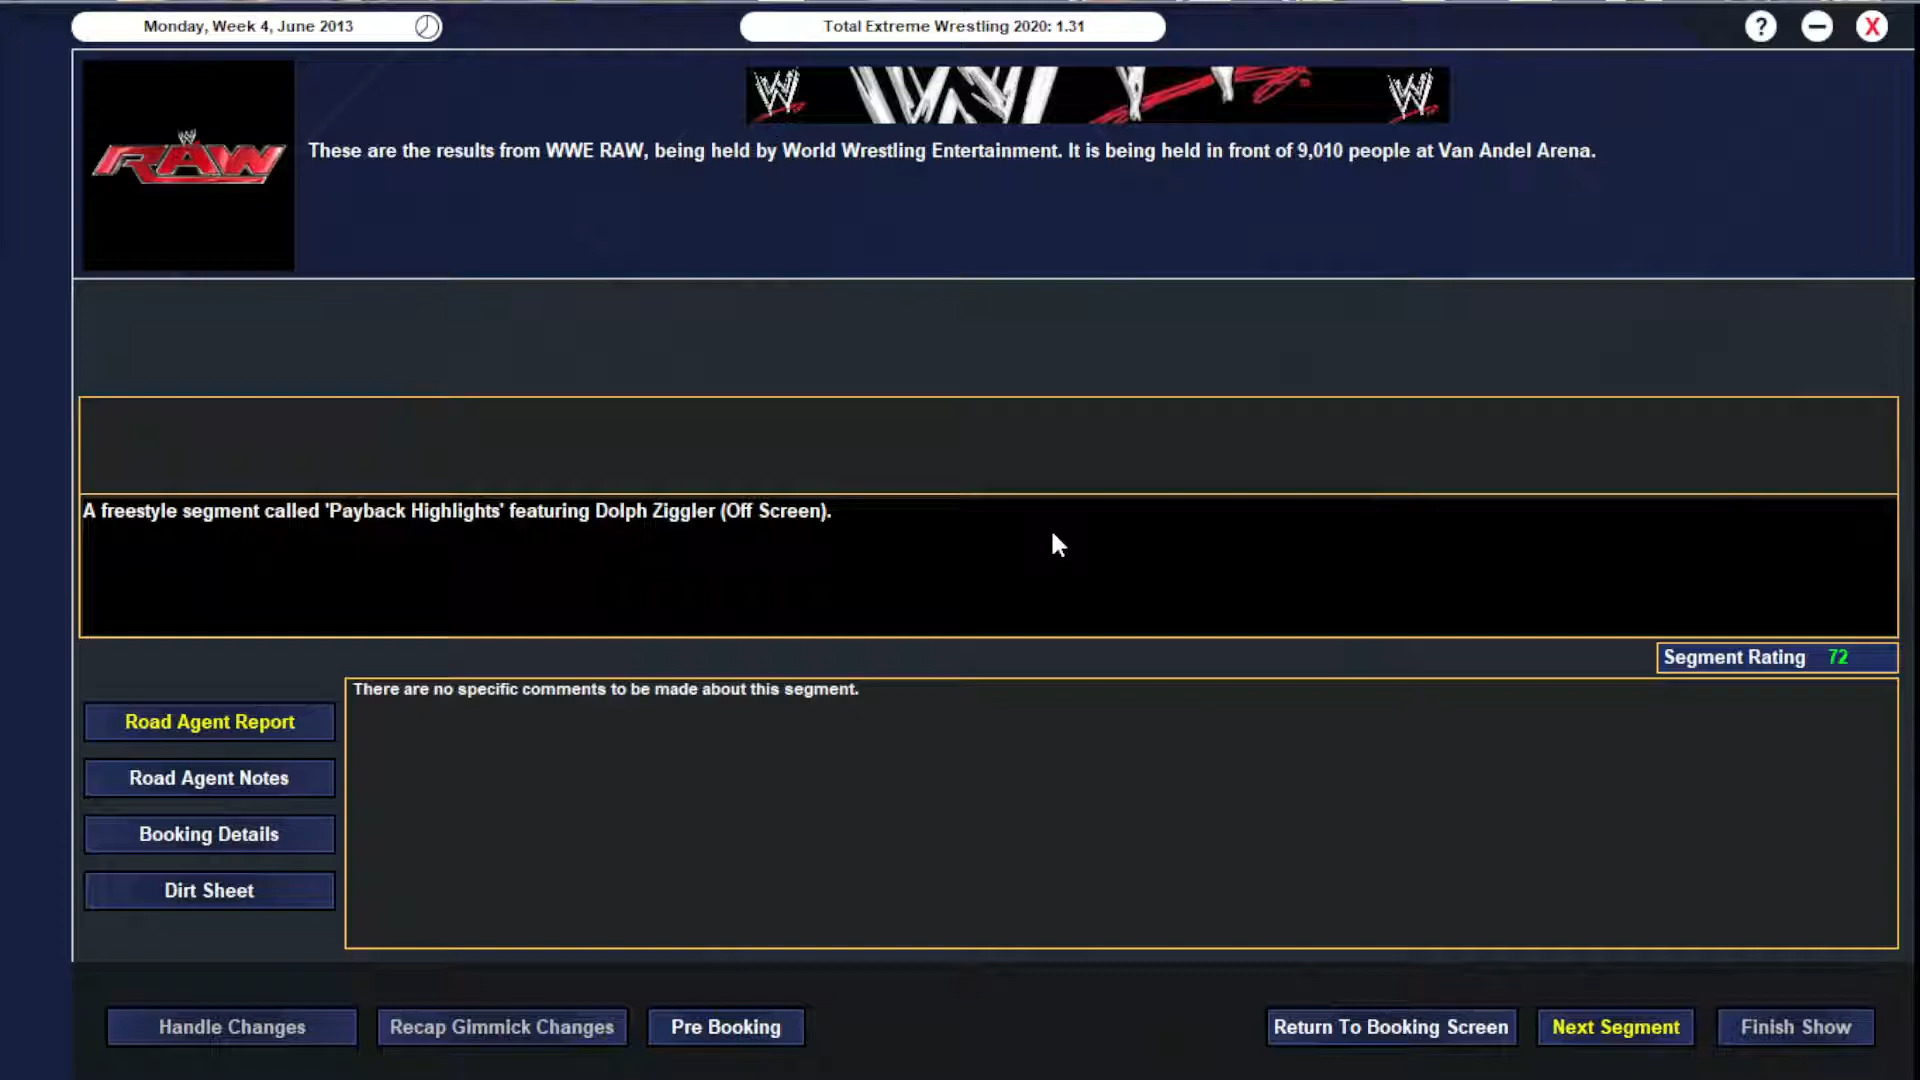 Monday, Week 4, June 2013
Total Extreme Wrestling 2020: 1.31
?
X
W
W
W
RAW
These are the results from WWE RAW, being held by World Wrestling Entertainment. It is being held in front of 9,010 people at Van Andel Arena.
A freestyle segment called 'Payback Highlights' featuring Dolph Ziggler (Off Screen).
Segment Rating 72
There are no specific comments to be made about this segment.
Road Agent Report
Road Agent Notes
Booking Details
Dirt Sheet
Handle Changes
Recap Gimmick Changes
Pre Booking
Return To Booking Screen
Next Segment
Finish Show